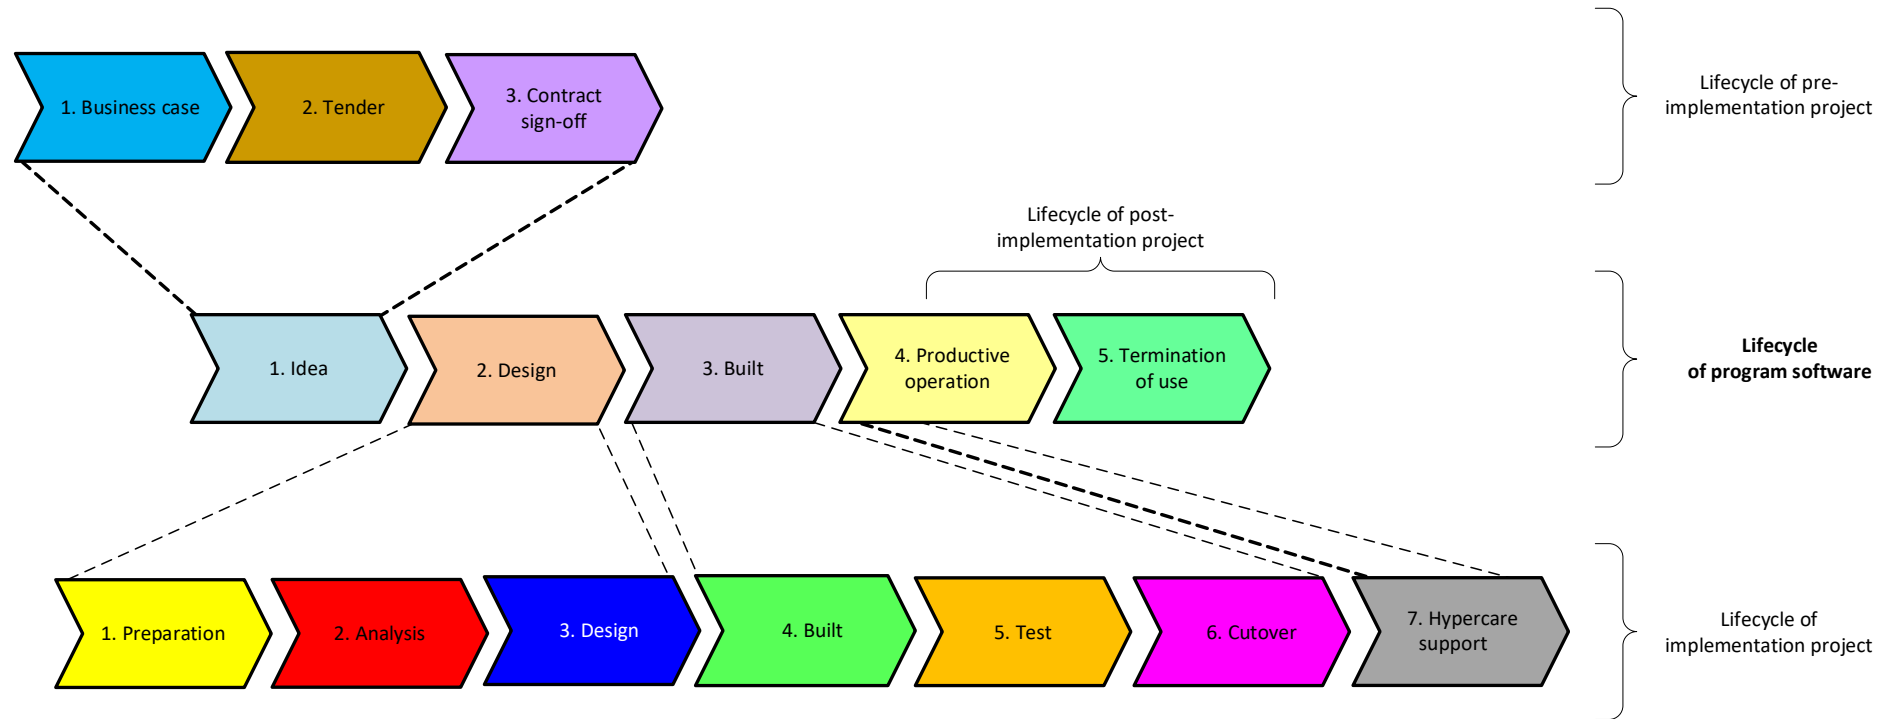 1. Business case
2. Tender
3. Contract
sign-off
Lifecycle of pre-
implementation project
Lifecycle of post-
implementation project
1. Idea
2. Design
3. Built
4. Productive
operation
5. Termination
of use
Lifecycle
of program software
1. Preparation
2. Analysis
3. Design
4. Built
5. Test
6. Cutover
7. Hypercare
support
Lifecycle of
implementation project